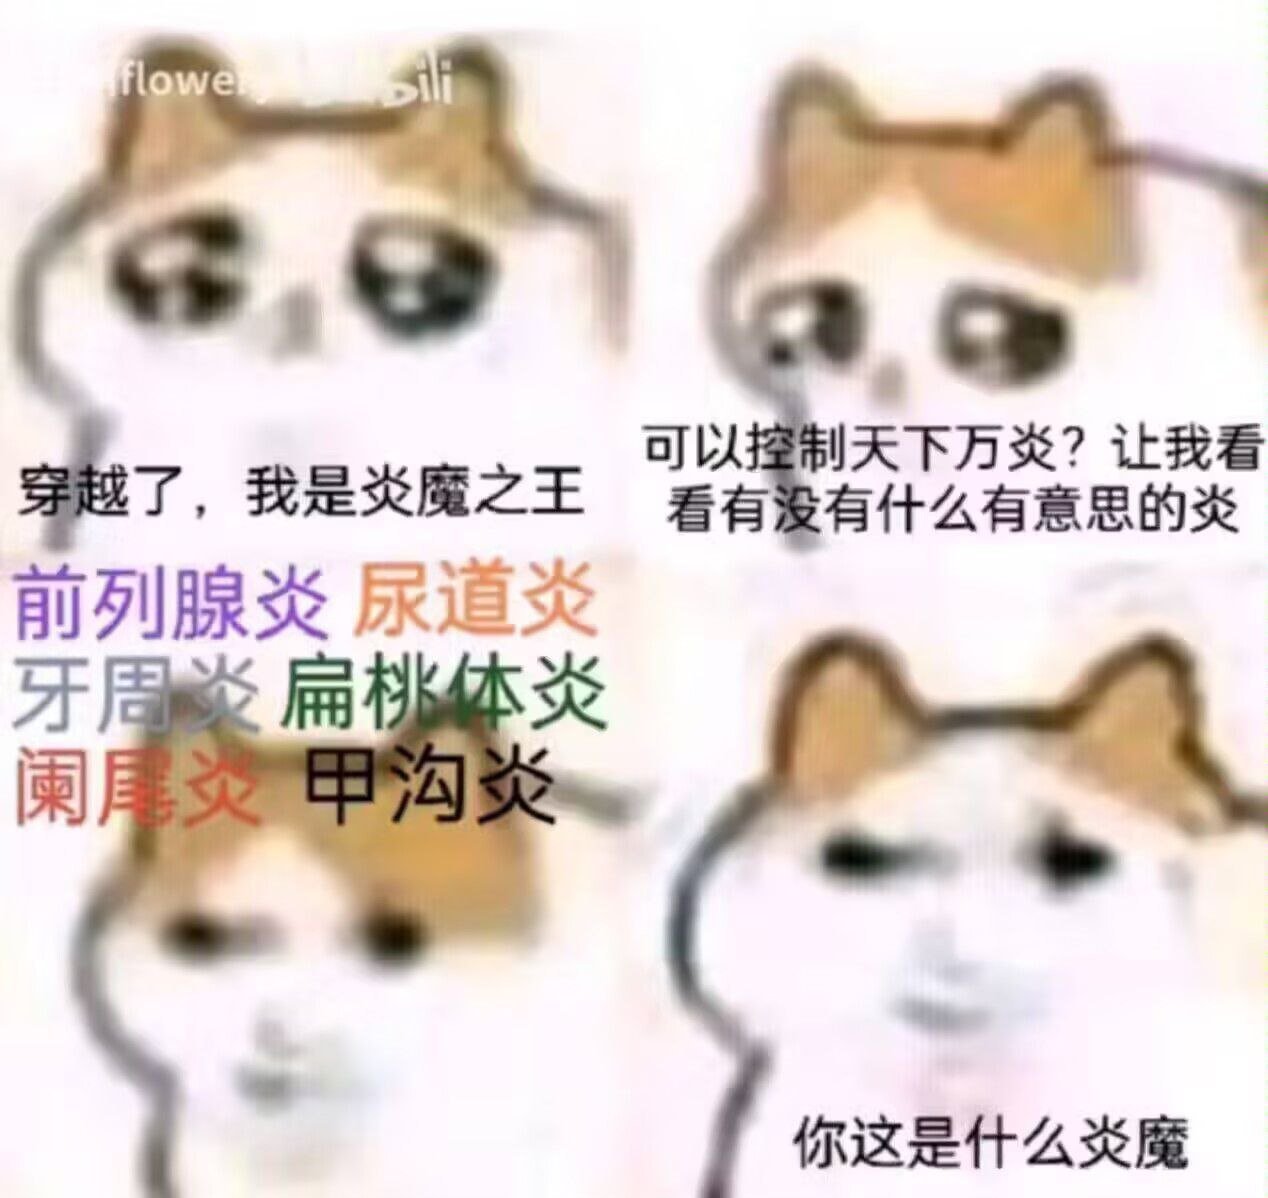 flower
bili
穿越了，我是炎魔之王
可以控制天下万炎？让我看
看有没有什么有意思的炎
前列腺炎 尿道炎
牙周炎 扁桃体炎
阑尾炎 甲沟炎
你这是什么炎魔